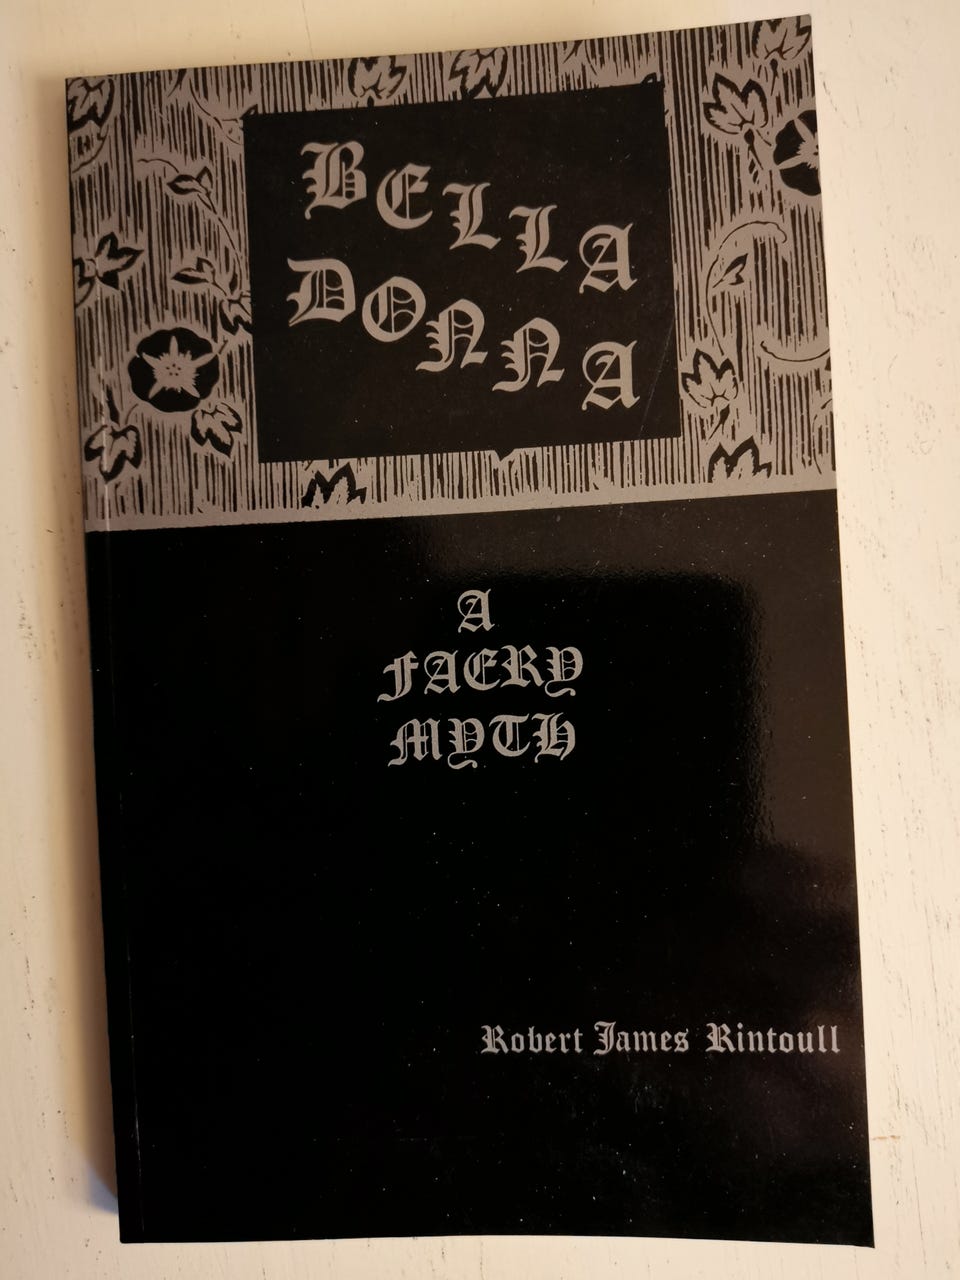 BELLA
DONNA
A
FAERY
MYTH
Robert James Rintoull